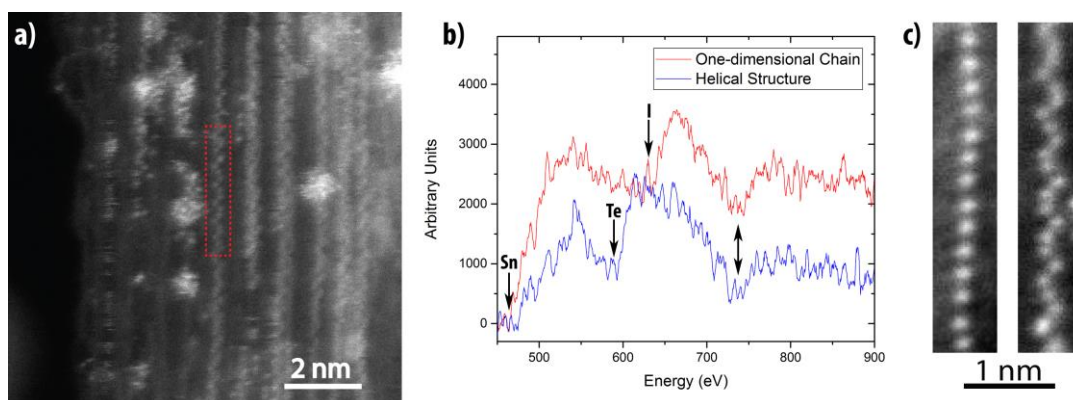 a)
2 nm
b)
One-dimensional Chain
Helical Structure
I
Te
Sn
4000
3000
2000
1000
0
Arbitrary Units
500
600
700
800
900
Energy (eV)
c)
1 nm